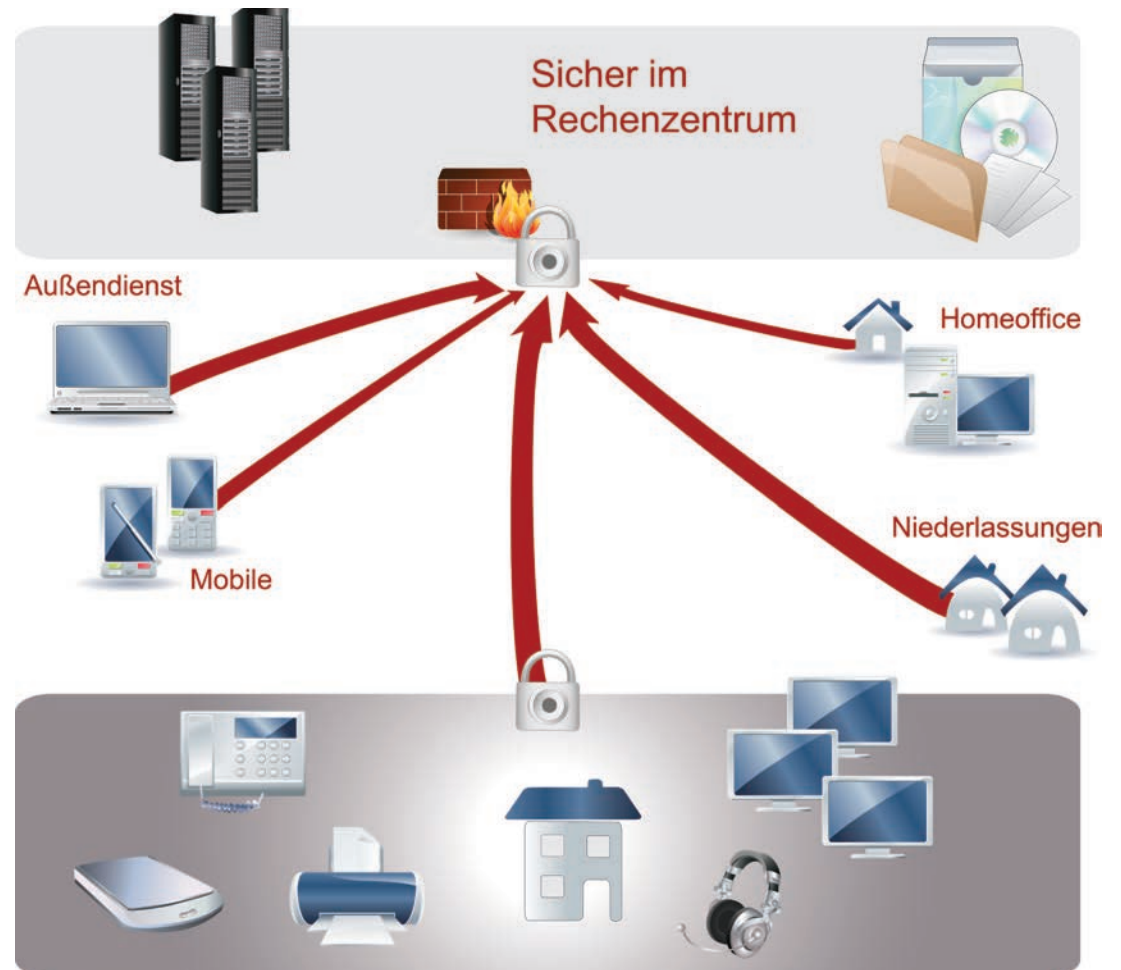 Sicher im
Rechenzentrum
Außendienst
Homeoffice
Niederlassungen
Mobile